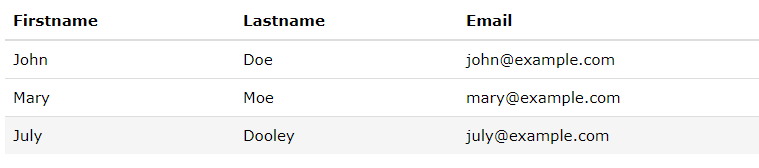 Firstname Lastname Email
John Doe john@example.com
Mary Moe mary@example.com
July Dooley july@example.com